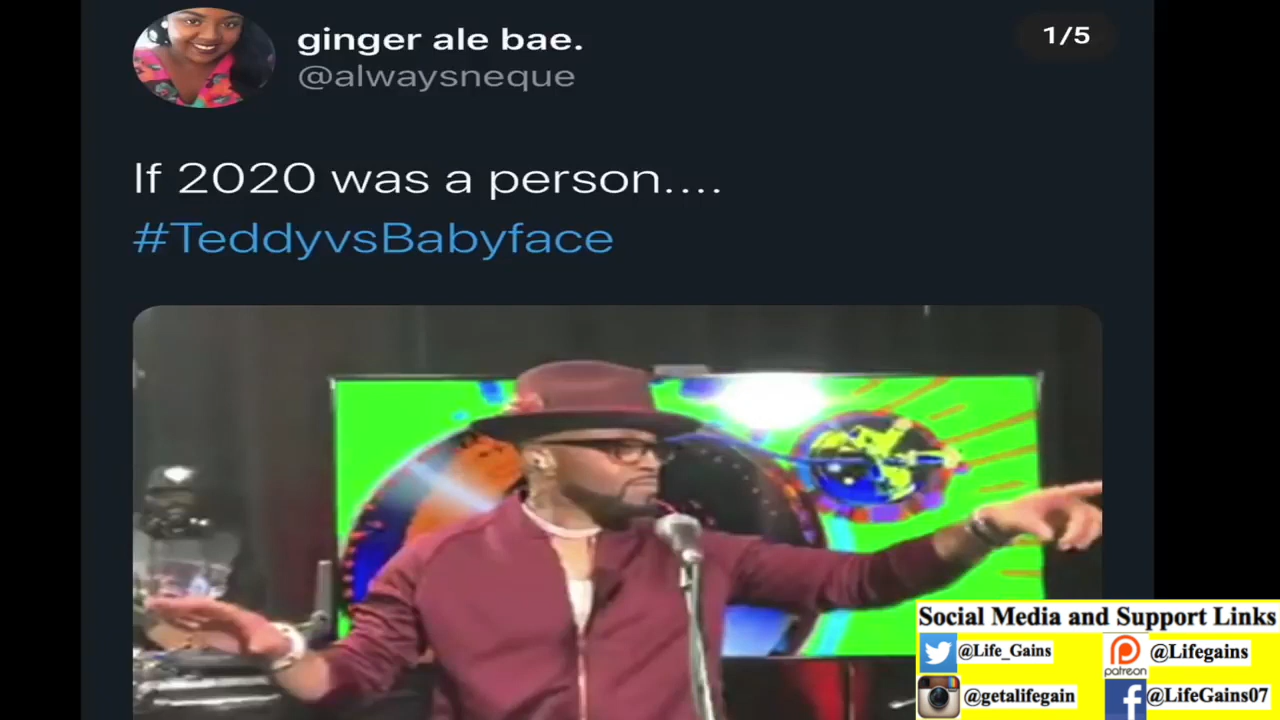 ginger ale bae.
@alwaysneque
1/5
If 2020 was a person....
#TeddyvsBabyface
Social Media and Support Links
@Life_Gains
@Lifegains
patreon
@getalifegain
@LifeGains07